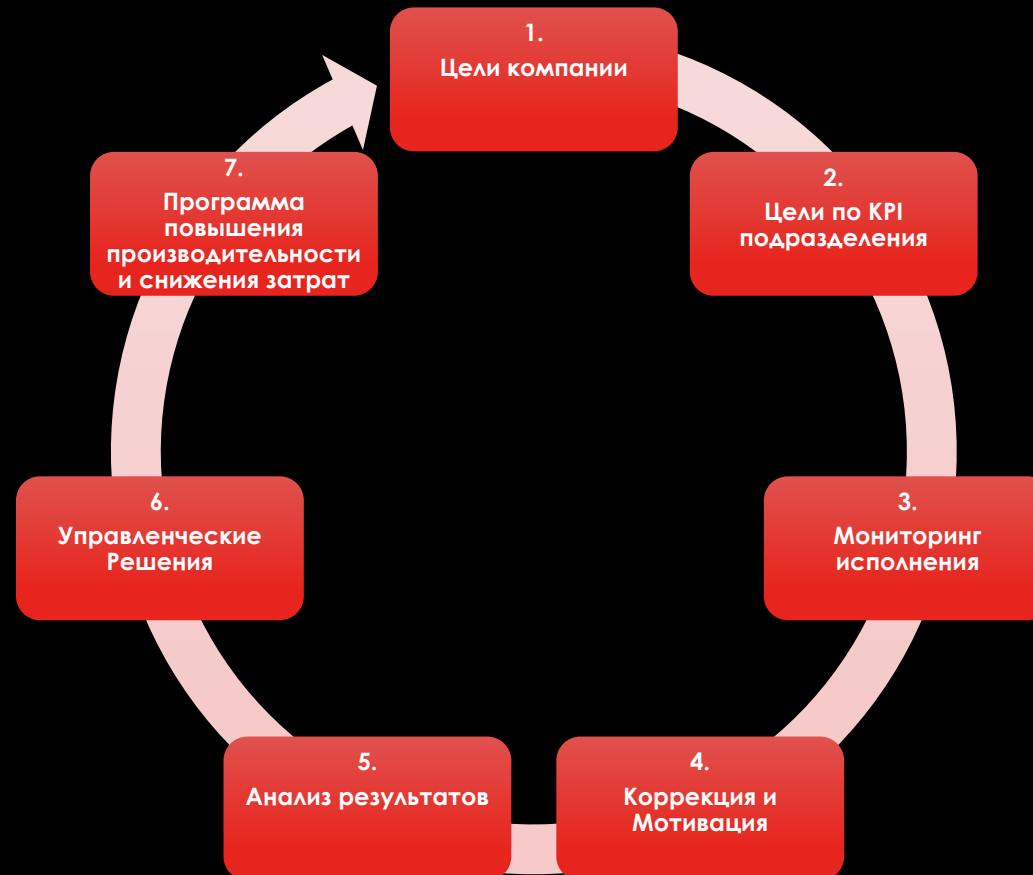 1.
Цели компании
2.
Цели по KPI
подразделения
3.
Мониторинг
исполнения
4.
Коррекция и
Мотивация
5.
Анализ результатов
6.
Управленческие
Решения
7.
Программа
повышения
производительности
и снижения затрат